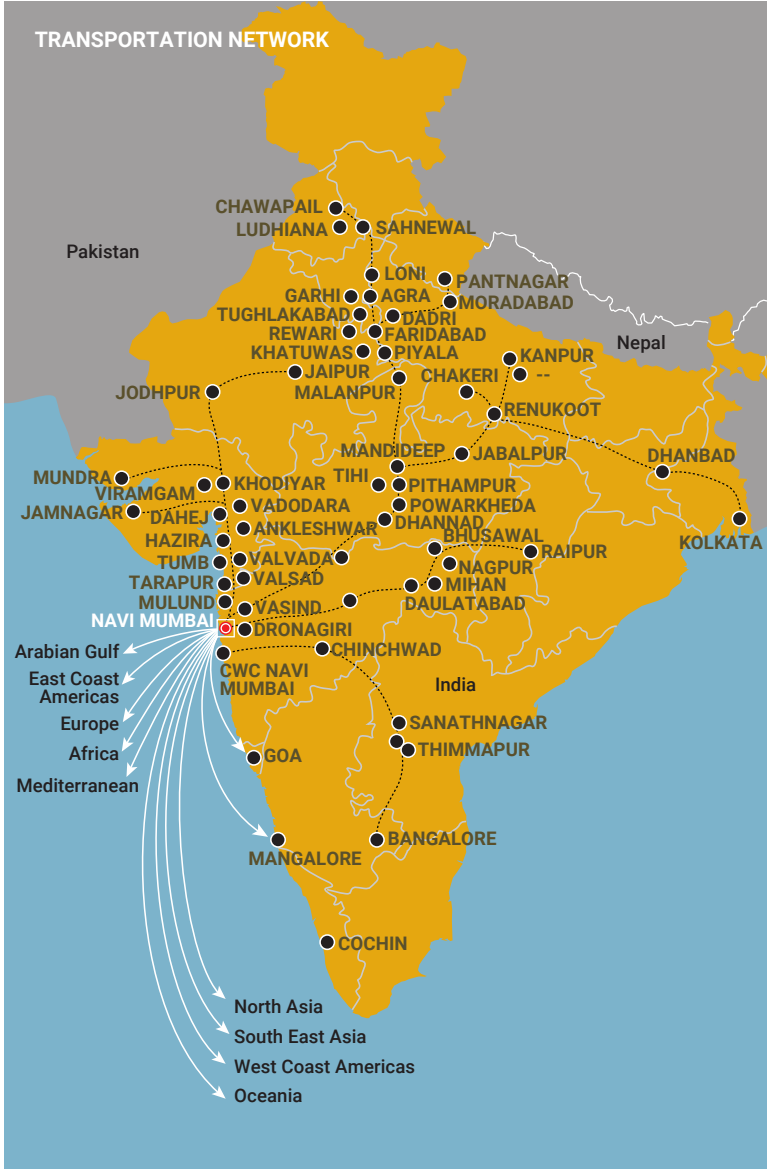 TRANSPORTATION NETWORK
CHAWAPAIL
LUDHIANA
SAHNEWAL
Pakistan
LONI
PANTNAGAR
GARHI
AGRA
MORADABAD
TUGHLAKABAD
DADRI
REWARI
FARIDABAD
Nepal
KHATUWAS
PIYALA
KANPUR
JAIPUR
CHAKERI
--
MALANPUR
JODHPUR
RENUKOOT
MANDIDEEP
JABALPUR
DHANBAD
MUNDRA
TIHI
VIRAMGAM
KHODIYAR
PITHAMPUR
JAMNAGAR
VADODARA
POWARKHEDA
DAHEJ
ANKLESHWAR
DHANNAD
HAZIRA
BHUSAWAL
KOLKATA
TUMB
VALVADA
RAIPUR
NAGPUR
TARAPUR
VALSAD
MIHAN
MULUND
VASIND
DAULATABAD
NAVI MUMBAI
DRONAGIRI
Arabian Gulf
CHINCHWAD
CWC NAVI
MUMBAI
East Coast
Americas
India
Europe
SANATHNAGAR
Africa
GOA
THIMMAPUR
Mediterranean
BANGALORE
MANGALORE
COCHIN
North Asia
South East Asia
West Coast Americas
Oceania